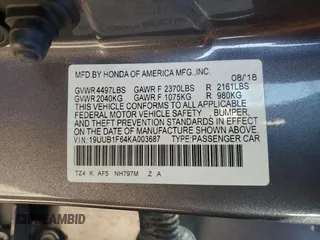 MFD BY HONDA OF AMERICA MFG.,INC. 08/18
GVWR 4497LBS GAWR F 2370LBS R 2161LBS
GVWR 2040KG GAWR F 1075KG R 980KG
THIS VEHICLE CONFORMS TO ALL APPLICABLE
FEDERAL MOTOR VEHICLE SAFETY, BUMPER,
AND THEFT PREVENTION STANDARDS IN EFFECT
ON THE DATE OF MANUFACTURE SHOWN ABOVE.
V.I.N: 19UUB1F64KA003687 TYPE:PASSENGER CAR
TZ4 K AF5 NH797M Z A